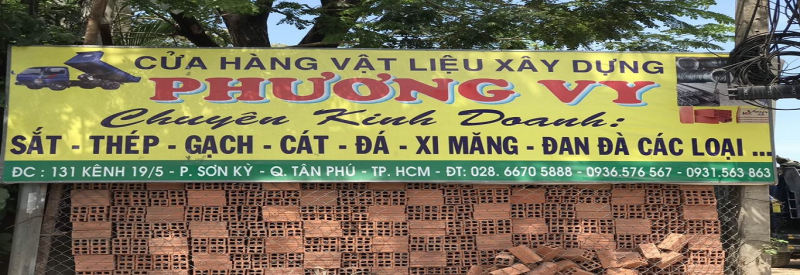 CỬA HÀNG VẬT LIỆU XÂY DỰNG
PHƯƠNG VY
Chuyên Kinh Doanh:
SẮT - THÉP - GẠCH - CÁT - ĐÁ - XI MĂNG - ĐAN ĐÀ CÁC LOẠI ...
ĐC : 131 KÊNH 19/5 - P. SƠN KỲ - Q. TÂN PHÚ - TP. HCM - ĐT: 028. 6670 5888 - 0936.576 567 - 0931.563 863